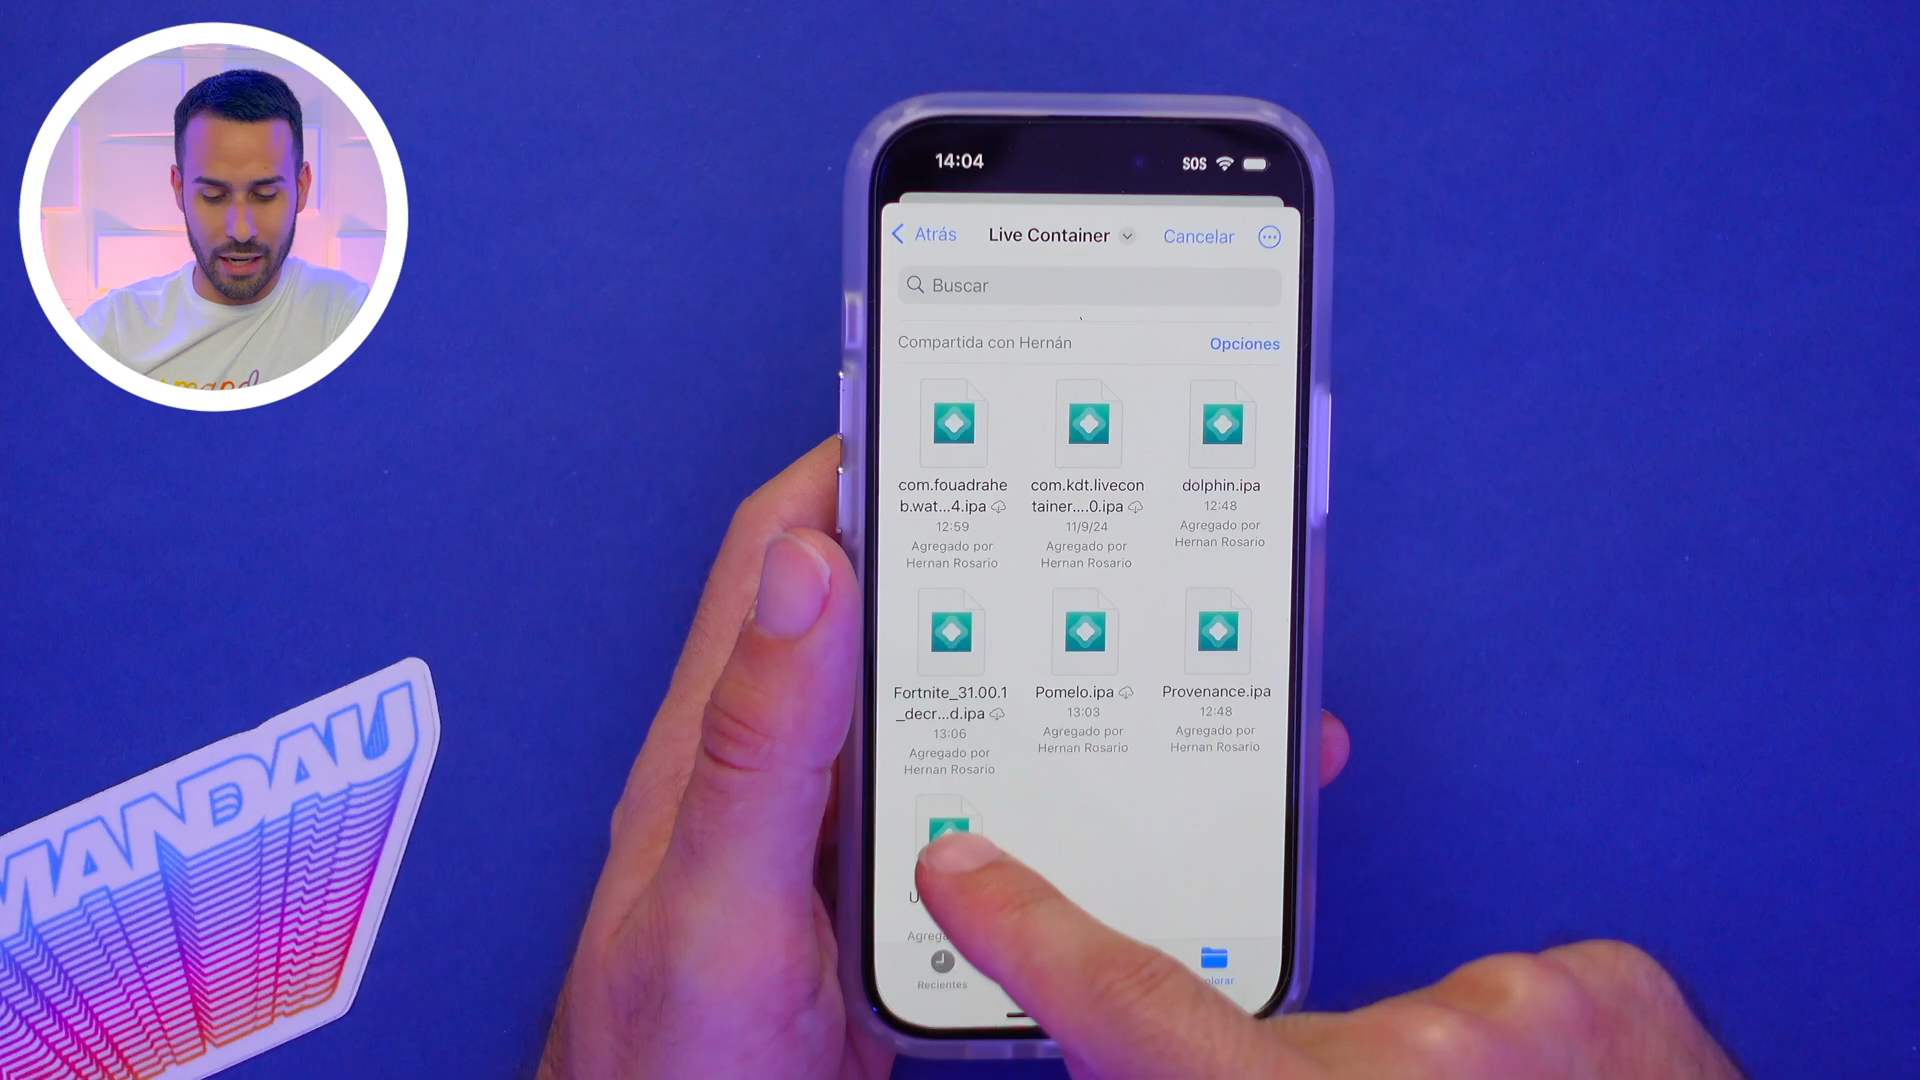 14:04
SOS
Atrás
Live Container
Cancelar
Buscar
Compartida con Hernán
Opciones
com.fouadrahe
b.wat...4.ipa
12:59
Agregado por
Hernan Rosario
com.kdt.livecon
tainer....0.ipa
11/9/24
Agregado por
Hernan Rosario
dolphin.ipa
12:48
Agregado por
Hernan Rosario
Fortnite_31.00.1
_decr...d.ipa
13:06
Agregado por
Hernan Rosario
Pomelo.ipa
13:03
Agregado por
Hernan Rosario
Provenance.ipa
12:48
Agregado por
Hernan Rosario
Recientes
MANDAU